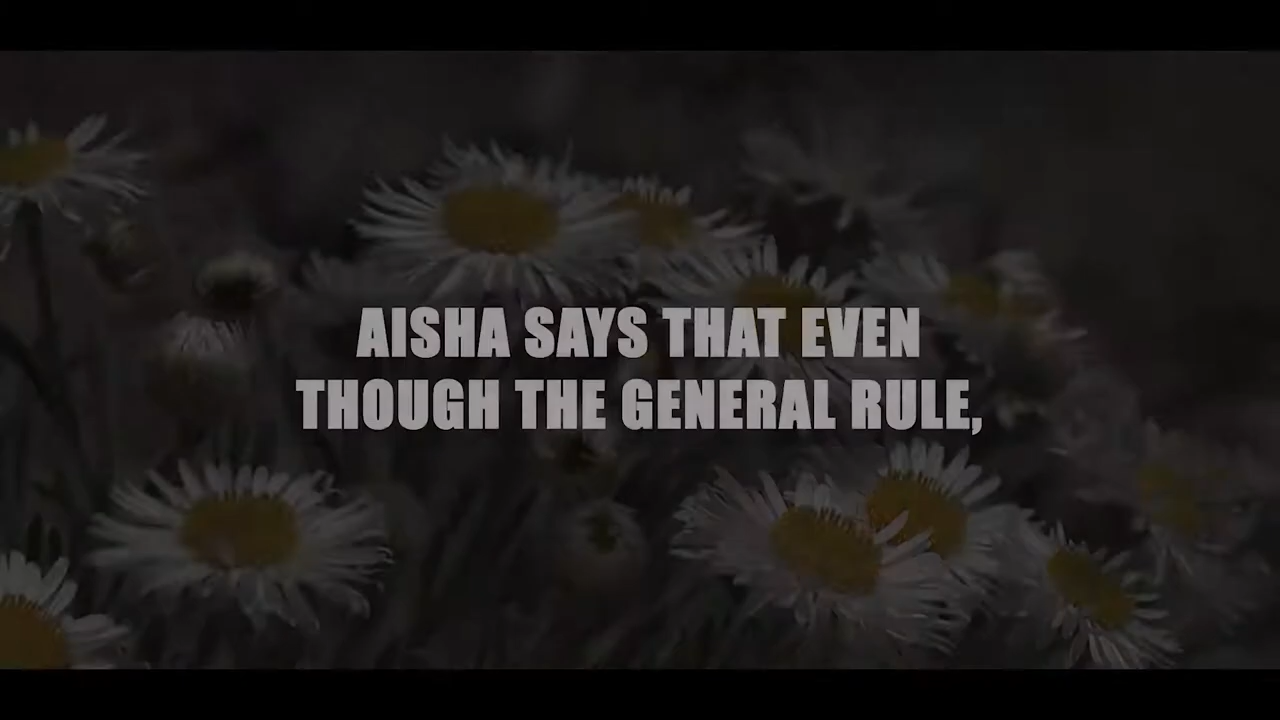 AISHA SAYS THAT EVEN
THOUGH THE GENERAL RULE,